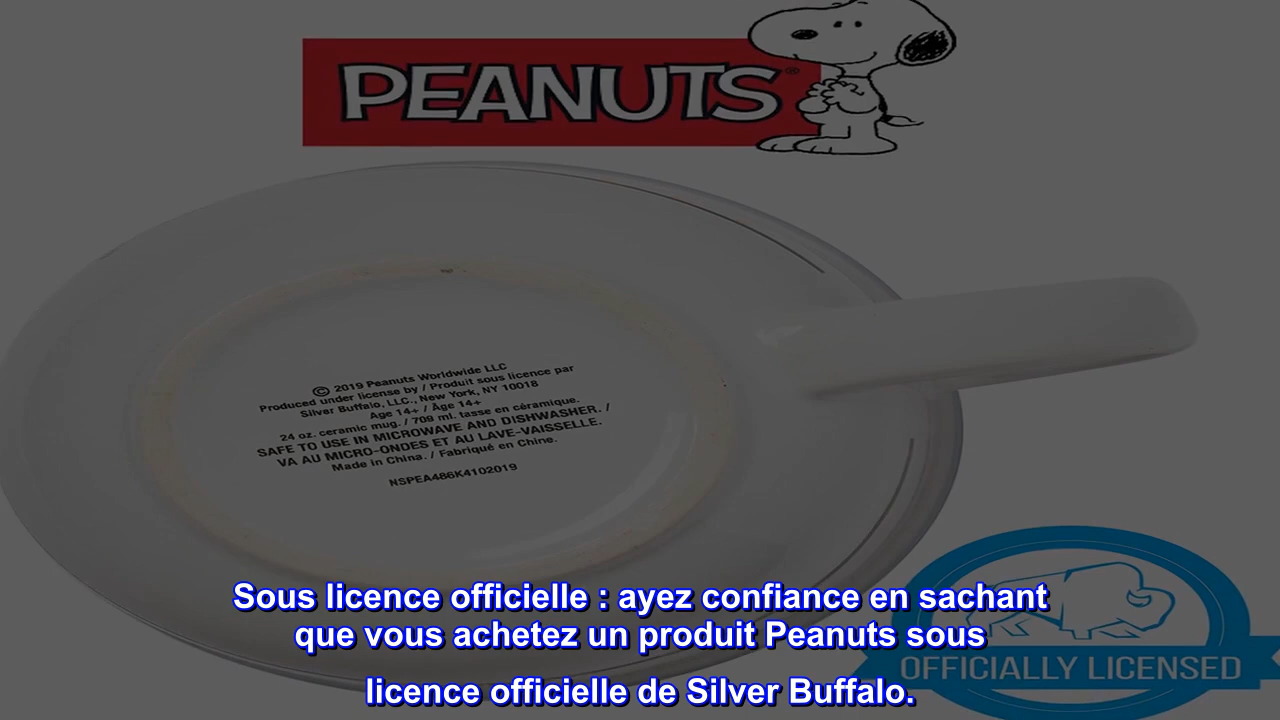 PEANUTS®
© 2019 Peanuts Worldwide LLC
Produced under license by / Produit sous licence par
Silver Buffalo, LLC., New York, NY 10018
Age 14+ / Âge 14+
24 oz. ceramic mug. / 709 ml. tasse en céramique.
SAFE TO USE IN MICROWAVE AND DISHWASHER. /
VA AU MICRO-ONDES ET AU LAVE-VAISSELLE.
Made in China. / Fabriqué en Chine.
NSPEA486K4102019
Sous licence officielle : ayez confiance en sachant
que vous achetez un produit Peanuts sous
licence officielle de Silver Buffalo.
OFFICIALLY LICENSED